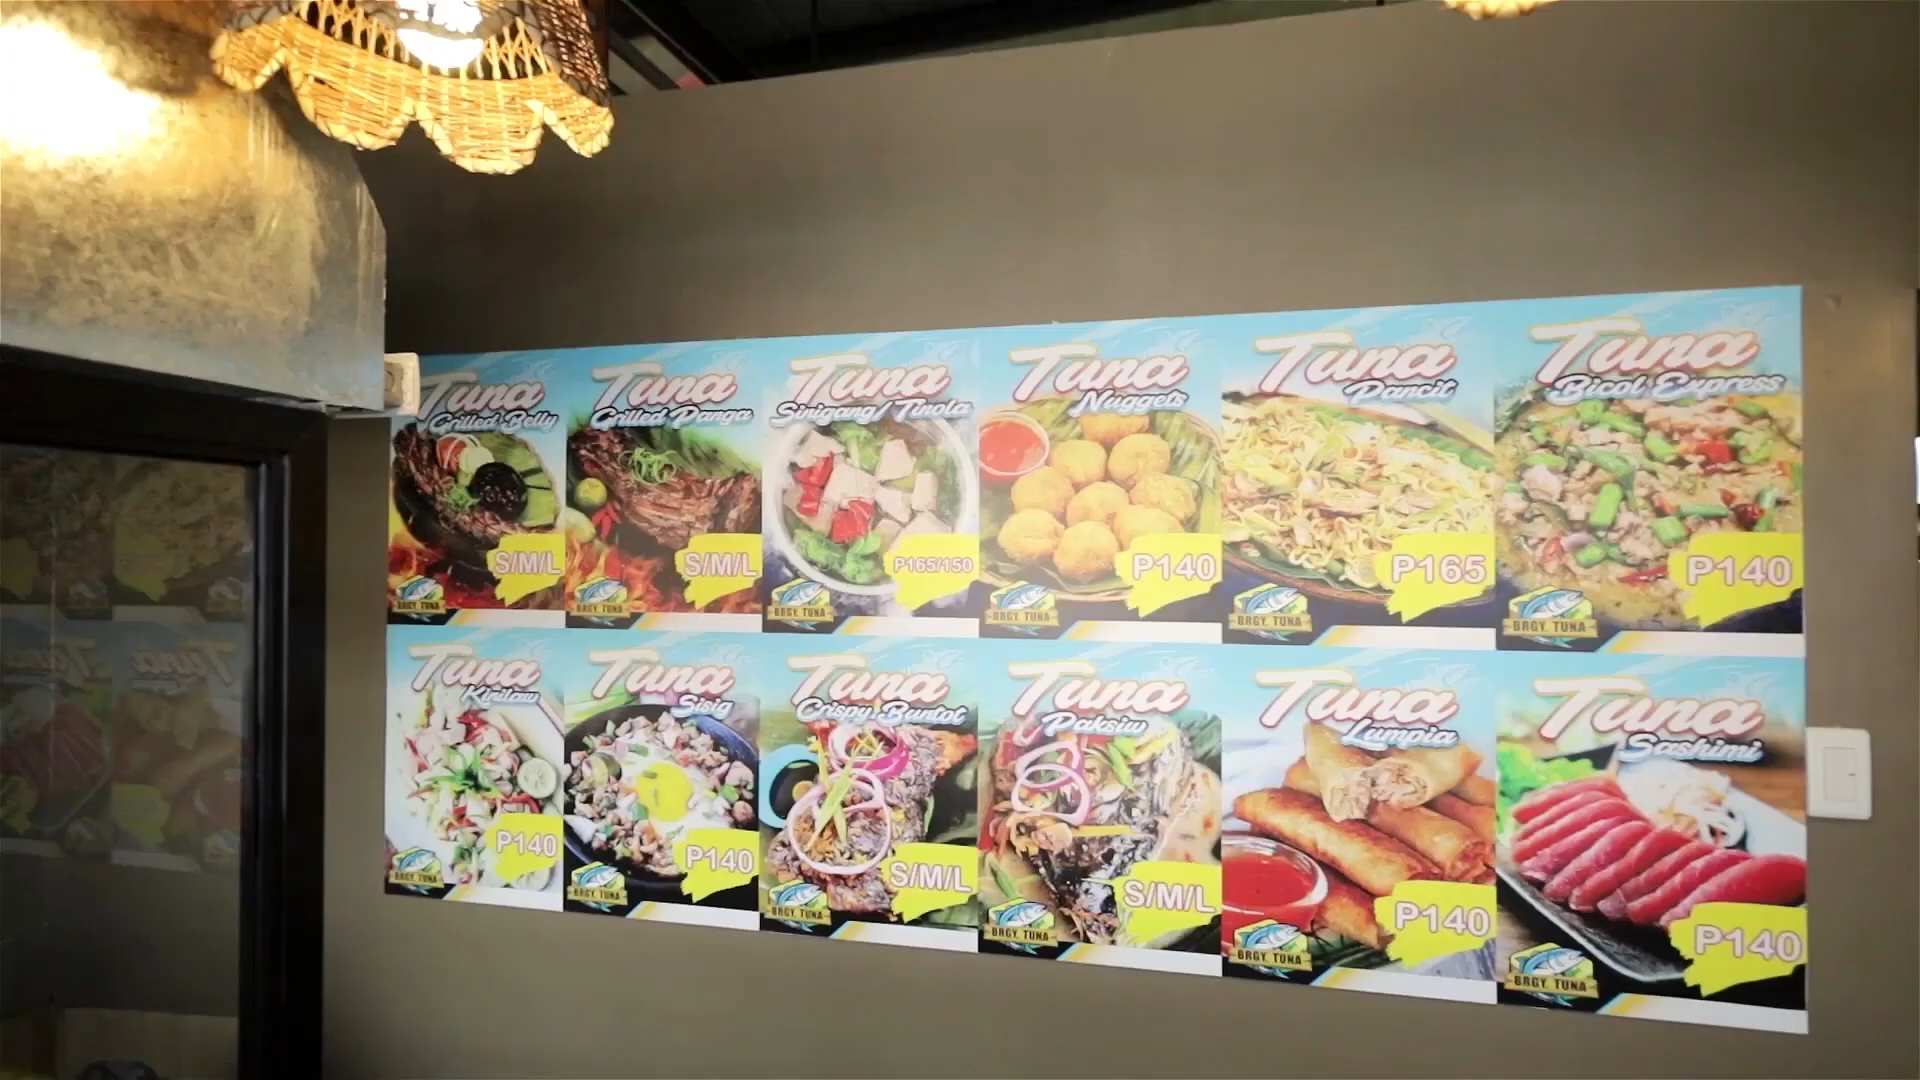 Tuna
Grilled Belly
S/M/L
BRGY. TUNA
Tuna
Grilled Panga
S/M/L
BRGY. TUNA
Tuna
Sinigang/ Tinola
P165/150
BRGY. TUNA
Tuna
Nuggets
P140
BRGY. TUNA
Tuna
Pancit
P165
BRGY. TUNA
Tuna
Bicol Express
P140
BRGY. TUNA
Tuna
Kinilaw
P140
BRGY. TUNA
Tuna
Sisig
P140
BRGY. TUNA
Tuna
Crispy Buntot
S/M/L
BRGY. TUNA
Tuna
Paksiw
S/M/L
BRGY. TUNA
Tuna
Lumpia
P140
BRGY. TUNA
Tuna
Sashimi
P140
BRGY. TUNA